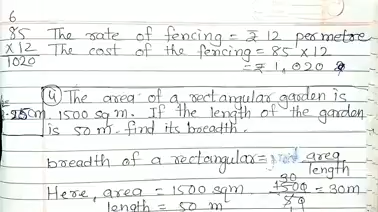 6
85 The rate of fencing = ₹ 12 per metre
×12 The cost of the fencing = 85 × 12
1020 = ₹ 1,020
④ The area of a rectangular garden is
1500 sq m. If the length of the garden
is 50 m. find its breadth.
breadth of a rectangular = area
length
Here, area = 1500 sqm 1500 = 30m
length = 50 m